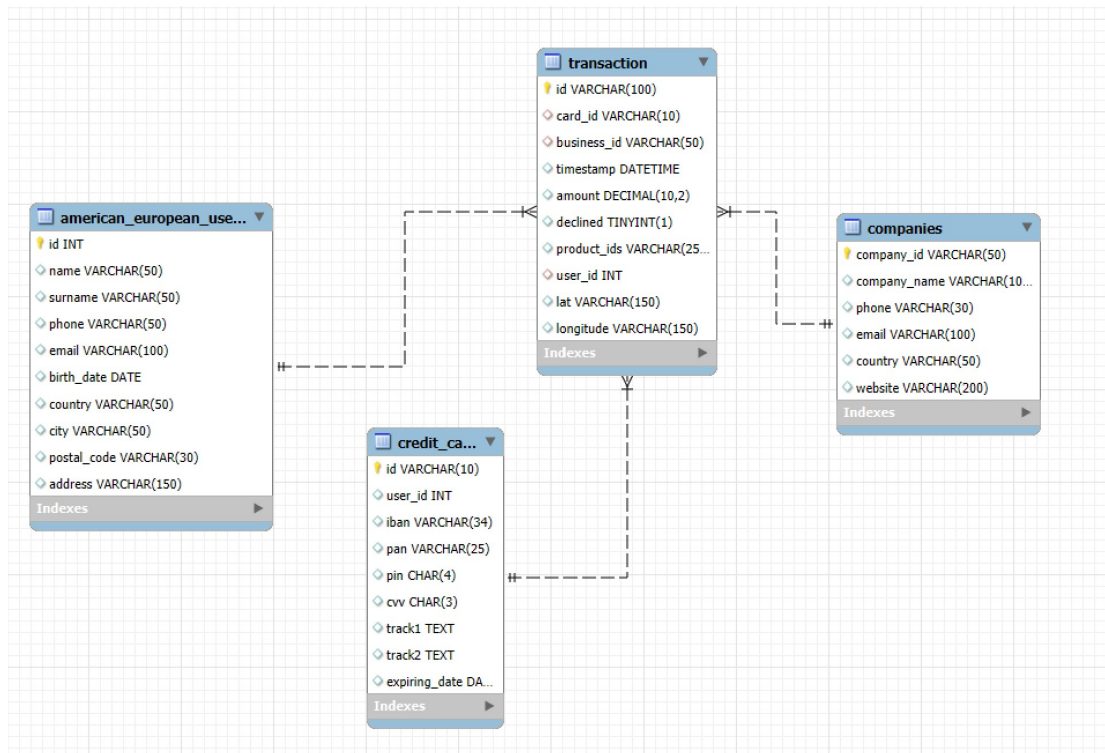 transaction
id VARCHAR(100)
card_id VARCHAR(10)
business_id VARCHAR(50)
timestamp DATETIME
amount DECIMAL(10,2)
declined TINYINT(1)
product_ids VARCHAR(25...
user_id INT
lat VARCHAR(150)
longitude VARCHAR(150)
Indexes
american_european_use...
id INT
name VARCHAR(50)
surname VARCHAR(50)
phone VARCHAR(50)
email VARCHAR(100)
birth_date DATE
country VARCHAR(50)
city VARCHAR(50)
postal_code VARCHAR(30)
address VARCHAR(150)
Indexes
companies
company_id VARCHAR(50)
company_name VARCHAR(10...
phone VARCHAR(30)
email VARCHAR(100)
country VARCHAR(50)
website VARCHAR(200)
Indexes
credit_ca...
id VARCHAR(10)
user_id INT
iban VARCHAR(34)
pan VARCHAR(25)
pin CHAR(4)
cvv CHAR(3)
track1 TEXT
track2 TEXT
expiring_date DA...
Indexes